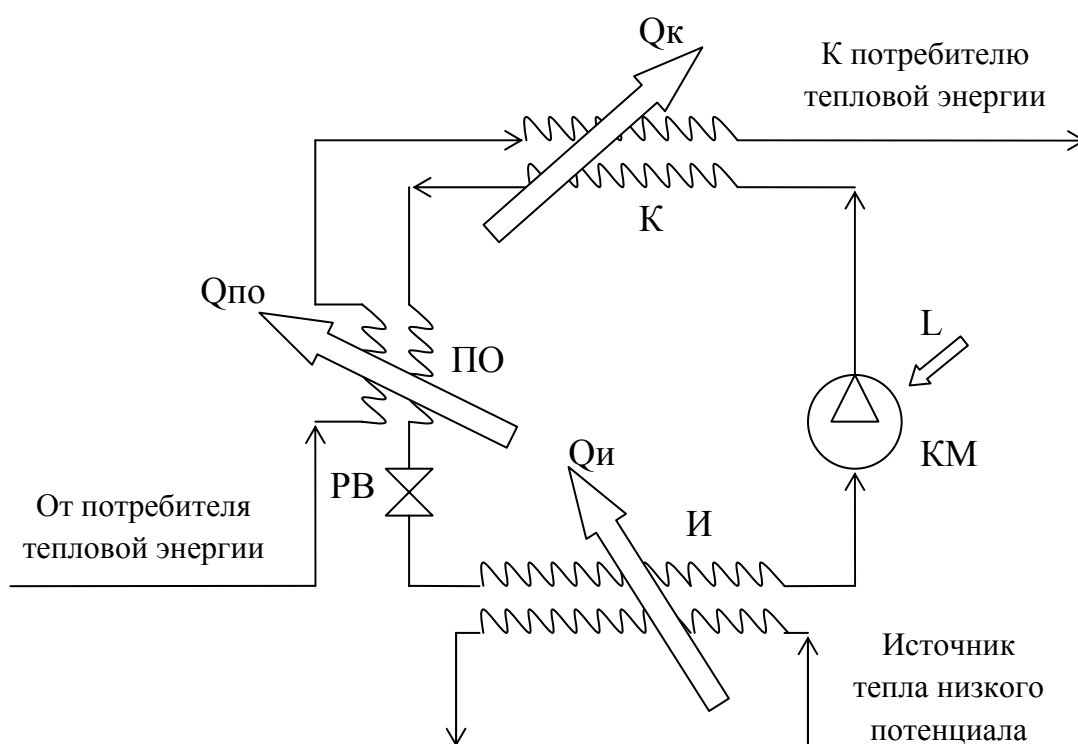 Qк
К потребителю
тепловой энергии
К
Qпо
ПО
L
КМ
РВ
Qи
И
От потребителя
тепловой энергии
Источник
тепла низкого
потенциала